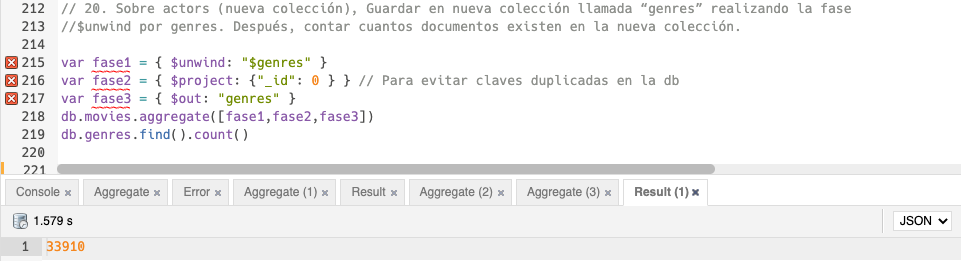 212 // 20. Sobre actors (nueva colección), Guardar en nueva colección llamada “genres” realizando la fase
213 //$unwind por genres. Después, contar cuantos documentos existen en la nueva colección.
214
215 var fase1 = { $unwind: "$genres" }
216 var fase2 = { $project: {"_id": 0 } } // Para evitar claves duplicadas en la db
217 var fase3 = { $out: "genres" }
218 db.movies.aggregate([fase1,fase2,fase3])
219 db.genres.find().count()
220
221
Console × Aggregate × Error × Aggregate (1) × Result × Aggregate (2) × Aggregate (3) × Result (1) ×
1.579 s JSON
1 33910